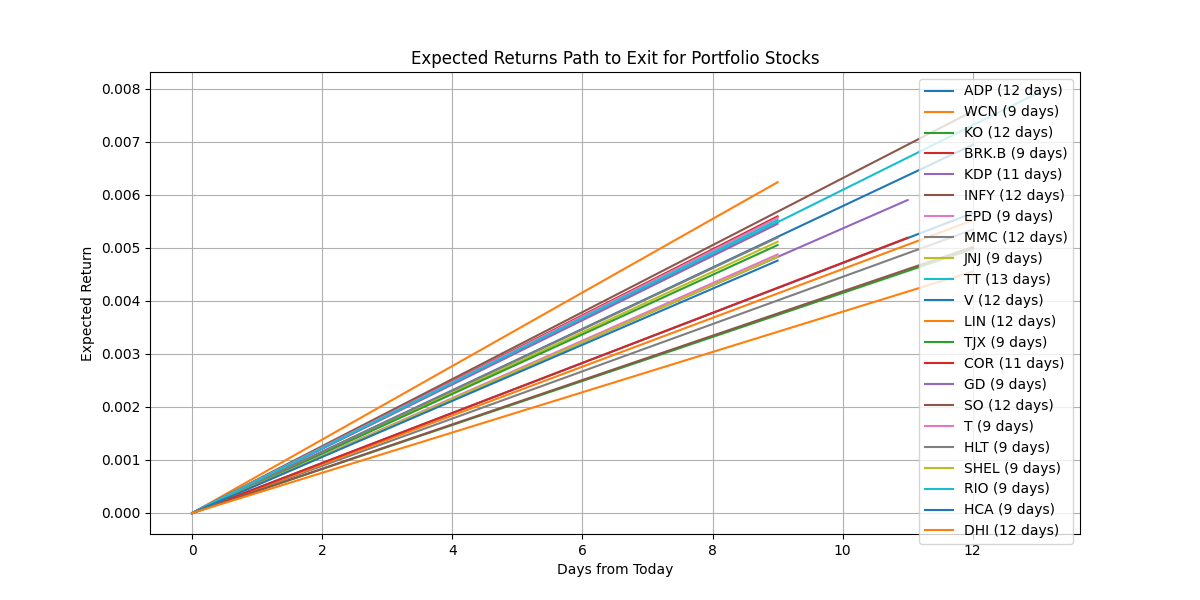 Expected Returns Path to Exit for Portfolio Stocks
0.008
0.007
0.006
0.005
0.004
0.003
0.002
0.001
0.000
Expected Return
0 2 4 6 8 10 12
Days from Today
ADP (12 days)
WCN (9 days)
KO (12 days)
BRK.B (9 days)
KDP (11 days)
INFY (12 days)
EPD (9 days)
MMC (12 days)
JNJ (9 days)
TT (13 days)
V (12 days)
LIN (12 days)
TJX (9 days)
COR (11 days)
GD (9 days)
SO (12 days)
T (9 days)
HLT (9 days)
SHEL (9 days)
RIO (9 days)
HCA (9 days)
DHI (12 days)